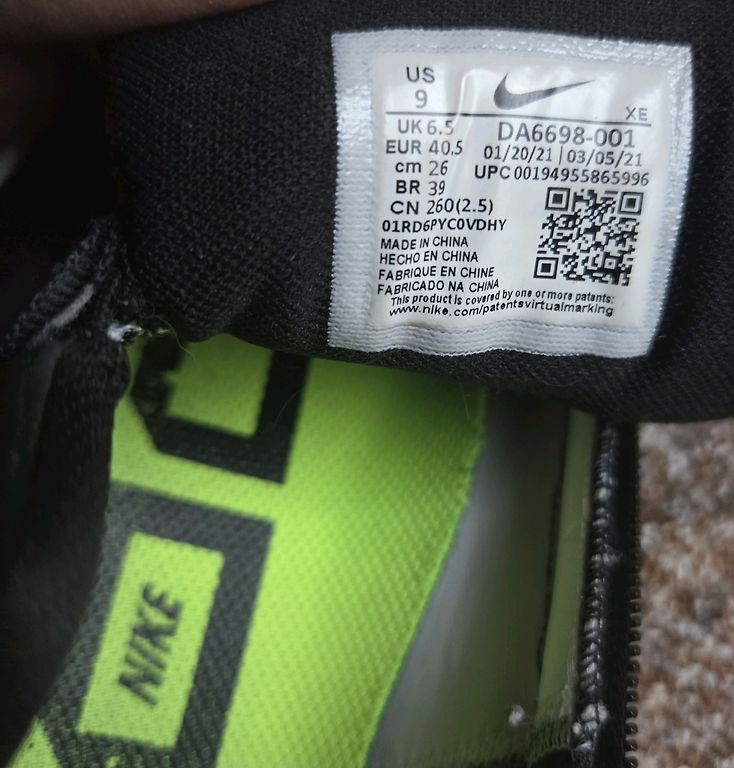 US
9
XE
UK 6.5
DA6698-001
EUR 40.5
01/20/21 | 03/05/21
cm 26
UPC 00194955865996
BR 39
CN 260(2.5)
01RD6PYC0VDHY
MADE IN CHINA
HECHO EN CHINA
FABRIQUE EN CHINE
FABRICADO NA CHINA
This product is covered by one or more patents:
www.nike.com/patentsvirtualmarking
NIKE